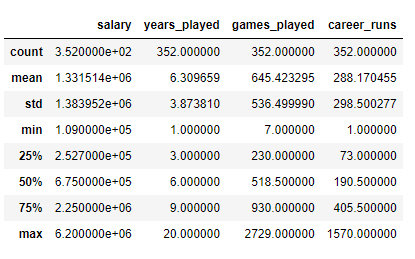 salary years_played games_played career_runs
count 3.520000e+02 352.000000 352.000000 352.000000
mean 1.331514e+06 6.309659 645.423295 288.170455
std 1.383952e+06 3.873810 536.499990 298.500277
min 1.090000e+05 1.000000 7.000000 1.000000
25% 2.527000e+05 3.000000 230.000000 73.000000
50% 6.750000e+05 6.000000 518.500000 190.500000
75% 2.250000e+06 9.000000 930.000000 405.500000
max 6.200000e+06 20.000000 2729.000000 1570.000000